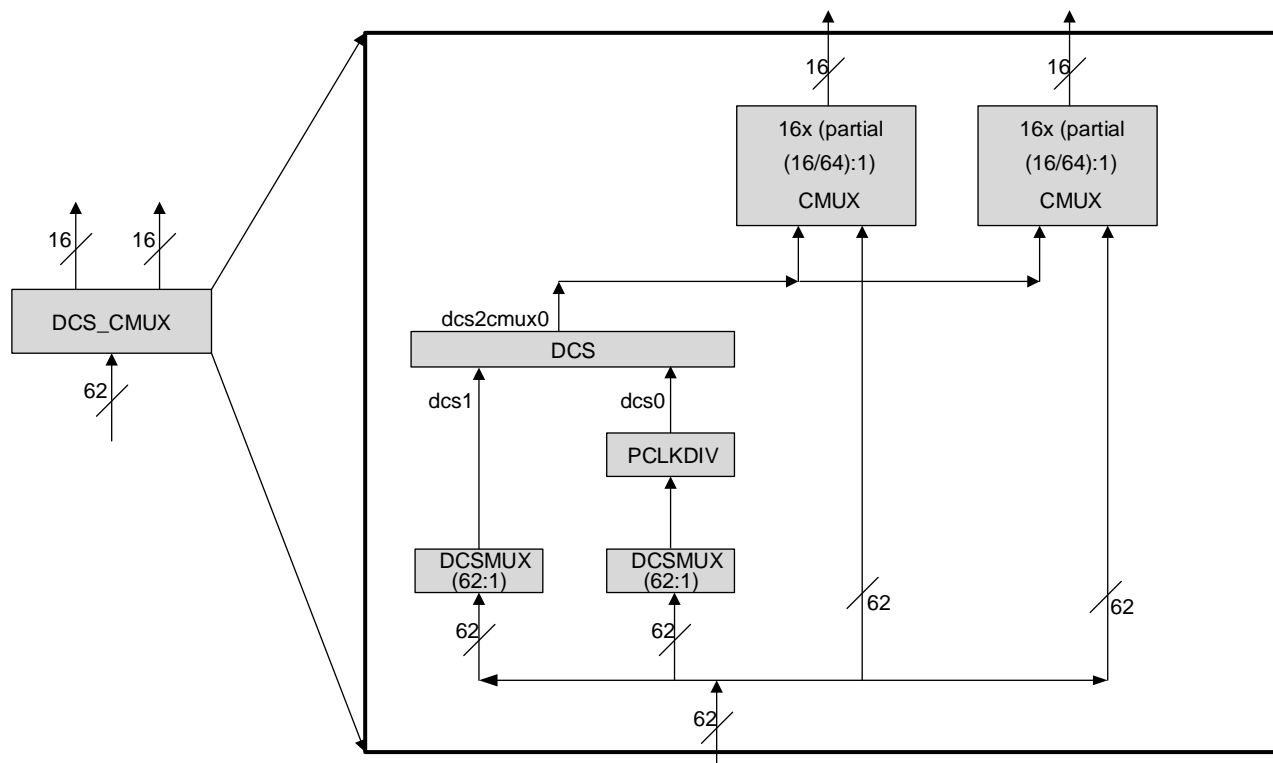 16
16
16x (partial
(16/64):1)
CMUX
16x (partial
(16/64):1)
CMUX
16
16
DCS_CMUX
62
dcs2cmux0
DCS
dcs1
dcs0
PCLKDIV
DCSMUX
(62:1)
DCSMUX
(62:1)
62
62
62
62
62